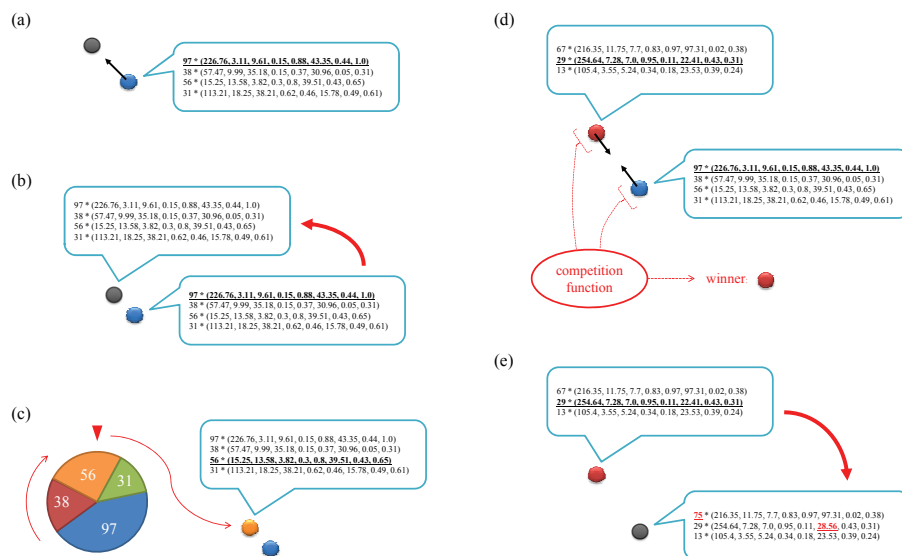 (a)
97 * (226.76, 3.11, 9.61, 0.15, 0.88, 43.35, 0.44, 1.0)
38 * (57.47, 9.99, 35.18, 0.15, 0.37, 30.96, 0.05, 0.31)
56 * (15.25, 13.58, 3.82, 0.3, 0.8, 39.51, 0.43, 0.65)
31 * (113.21, 18.25, 38.21, 0.62, 0.46, 15.78, 0.49, 0.61)
(b)
97 * (226.76, 3.11, 9.61, 0.15, 0.88, 43.35, 0.44, 1.0)
38 * (57.47, 9.99, 35.18, 0.15, 0.37, 30.96, 0.05, 0.31)
56 * (15.25, 13.58, 3.82, 0.3, 0.8, 39.51, 0.43, 0.65)
31 * (113.21, 18.25, 38.21, 0.62, 0.46, 15.78, 0.49, 0.61)
97 * (226.76, 3.11, 9.61, 0.15, 0.88, 43.35, 0.44, 1.0)
38 * (57.47, 9.99, 35.18, 0.15, 0.37, 30.96, 0.05, 0.31)
56 * (15.25, 13.58, 3.82, 0.3, 0.8, 39.51, 0.43, 0.65)
31 * (113.21, 18.25, 38.21, 0.62, 0.46, 15.78, 0.49, 0.61)
(c)
56
31
38
97
97 * (226.76, 3.11, 9.61, 0.15, 0.88, 43.35, 0.44, 1.0)
38 * (57.47, 9.99, 35.18, 0.15, 0.37, 30.96, 0.05, 0.31)
56 * (15.25, 13.58, 3.82, 0.3, 0.8, 39.51, 0.43, 0.65)
31 * (113.21, 18.25, 38.21, 0.62, 0.46, 15.78, 0.49, 0.61)
(d)
67 * (216.35, 11.75, 7.7, 0.83, 0.97, 97.31, 0.02, 0.38)
29 * (254.64, 7.28, 7.0, 0.95, 0.11, 22.41, 0.43, 0.31)
13 * (105.4, 3.55, 5.24, 0.34, 0.18, 23.53, 0.39, 0.24)
97 * (226.76, 3.11, 9.61, 0.15, 0.88, 43.35, 0.44, 1.0)
38 * (57.47, 9.99, 35.18, 0.15, 0.37, 30.96, 0.05, 0.31)
56 * (15.25, 13.58, 3.82, 0.3, 0.8, 39.51, 0.43, 0.65)
31 * (113.21, 18.25, 38.21, 0.62, 0.46, 15.78, 0.49, 0.61)
competition
function
winner
(e)
67 * (216.35, 11.75, 7.7, 0.83, 0.97, 97.31, 0.02, 0.38)
29 * (254.64, 7.28, 7.0, 0.95, 0.11, 22.41, 0.43, 0.31)
13 * (105.4, 3.55, 5.24, 0.34, 0.18, 23.53, 0.39, 0.24)
75 * (216.35, 11.75, 7.7, 0.83, 0.97, 97.31, 0.02, 0.38)
29 * (254.64, 7.28, 7.0, 0.95, 0.11, 28.56, 0.43, 0.31)
13 * (105.4, 3.55, 5.24, 0.34, 0.18, 23.53, 0.39, 0.24)